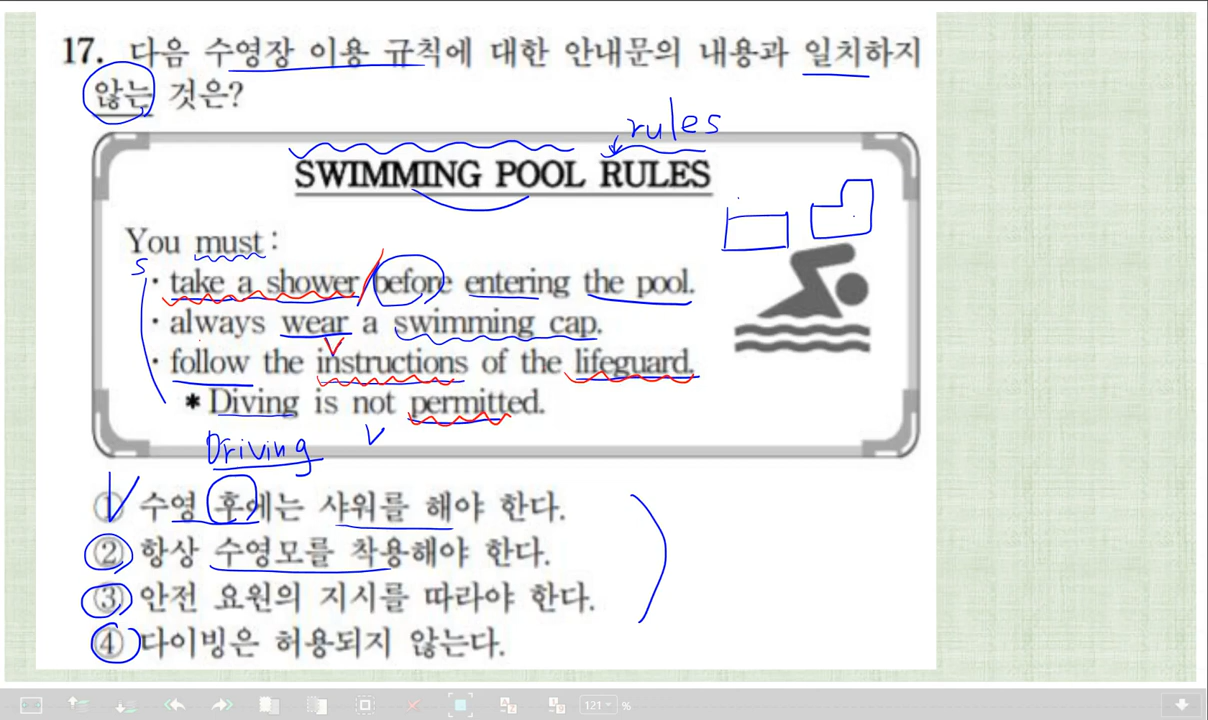 17. 다음 수영장 이용 규칙에 대한 안내문의 내용과 일치하지
않는 것은?
rules
SWIMMING POOL RULES
You must :
S
· take a shower before entering the pool.
· always wear a swimming cap.
· follow the instructions of the lifeguard.
* Diving is not permitted.
Driving
① 수영 후에는 샤워를 해야 한다.
② 항상 수영모를 착용해야 한다.
③ 안전 요원의 지시를 따라야 한다.
④ 다이빙은 허용되지 않는다.
121 %